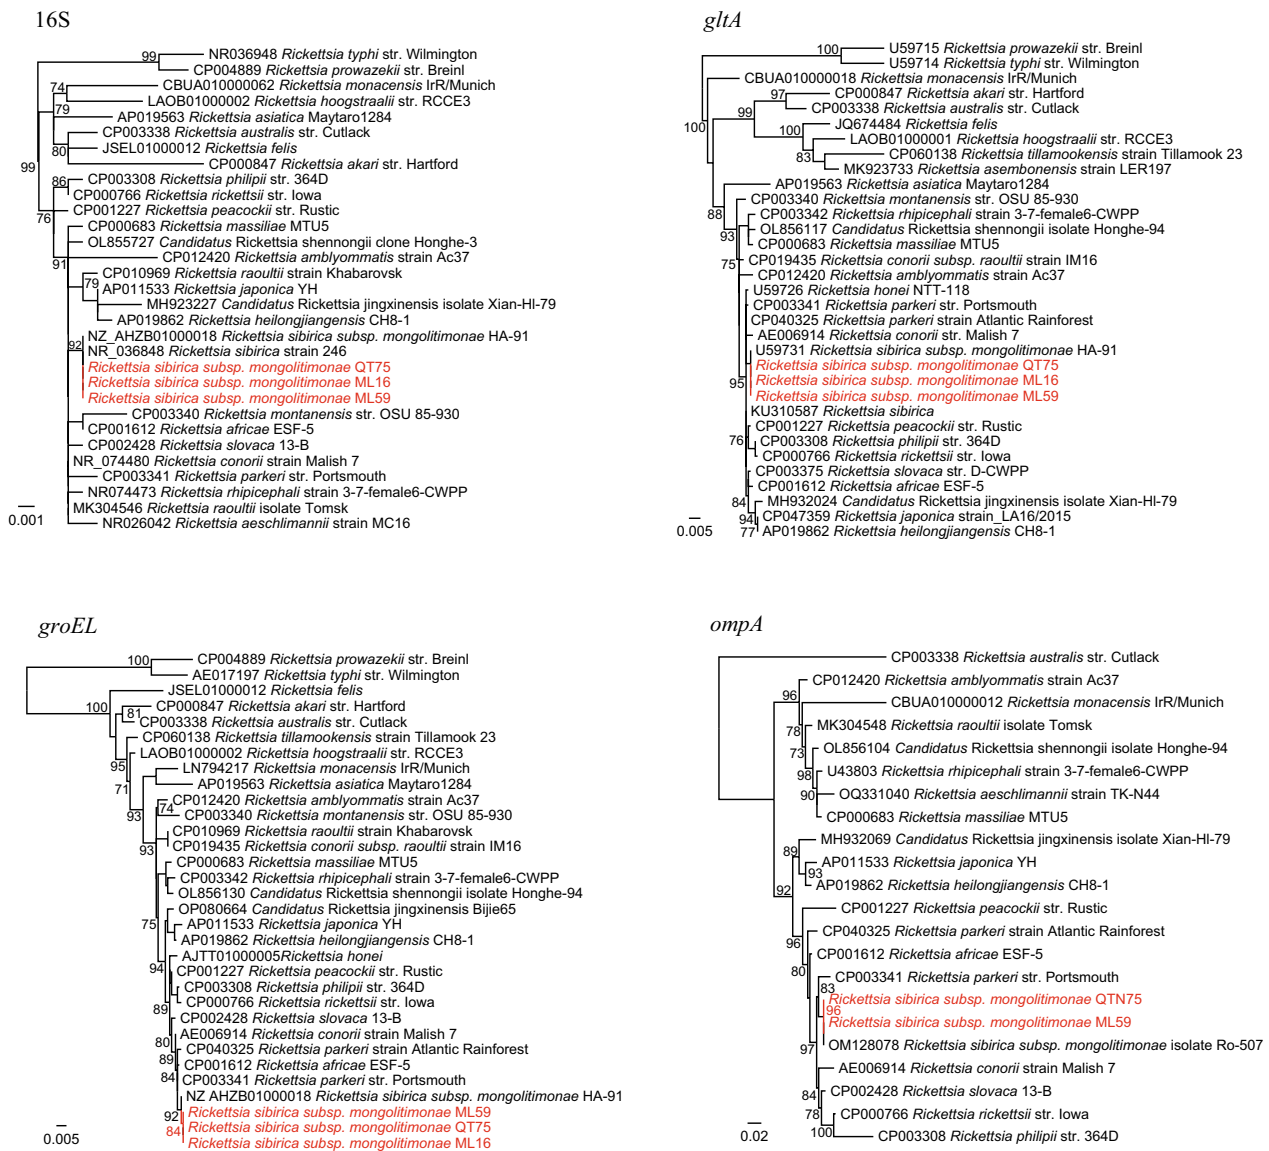 16S
99
NR036948 Rickettsia typhi str. Wilmington
CP004889 Rickettsia prowazekii str. Breinl
74
CBUA010000062 Rickettsia monacensis IrR/Munich
LAOB01000002 Rickettsia hoogstraalii str. RCCE3
79
AP019563 Rickettsia asiatica Maytaro1284
CP003338 Rickettsia australis str. Cutlack
80
JSEL01000012 Rickettsia felis
99
CP000847 Rickettsia akari str. Hartford
86
CP003308 Rickettsia philipii str. 364D
CP000766 Rickettsia rickettsii str. Iowa
76
CP001227 Rickettsia peacockii str. Rustic
CP000683 Rickettsia massiliae MTU5
OL855727 Candidatus Rickettsia shennongii clone Honghe-3
91
CP012420 Rickettsia amblyommatis strain Ac37
CP010969 Rickettsia raoultii strain Khabarovsk
79
AP011533 Rickettsia japonica YH
MH923227 Candidatus Rickettsia jingxinensis isolate Xian-Hl-79
AP019862 Rickettsia heilongjiangensis CH8-1
NZ_AHZB01000018 Rickettsia sibirica subsp. mongolitimonae HA-91
92
NR_036848 Rickettsia sibirica strain 246
Rickettsia sibirica subsp. mongolitimonae QT75
Rickettsia sibirica subsp. mongolitimonae ML16
Rickettsia sibirica subsp. mongolitimonae ML59
CP003340 Rickettsia montanensis str. OSU 85-930
CP001612 Rickettsia africae ESF-5
CP002428 Rickettsia slovaca 13-B
NR_074480 Rickettsia conorii strain Malish 7
CP003341 Rickettsia parkeri str. Portsmouth
NR074473 Rickettsia rhipicephali strain 3-7-female6-CWPP
MK304546 Rickettsia raoultii isolate Tomsk
NR026042 Rickettsia aeschlimannii strain MC16
0.001
gltA
100
U59715 Rickettsia prowazekii str. Breinl
U59714 Rickettsia typhi str. Wilmington
CBUA010000018 Rickettsia monacensis IrR/Munich
97
CP000847 Rickettsia akari str. Hartford
CP003338 Rickettsia australis str. Cutlack
99
100
JQ674484 Rickettsia felis
100
LAOB01000001 Rickettsia hoogstraalii str. RCCE3
83
CP060138 Rickettsia tillamookensis strain Tillamook 23
MK923733 Rickettsia asembonensis strain LER197
AP019563 Rickettsia asiatica Maytaro1284
CP003340 Rickettsia montanensis str. OSU 85-930
88
CP003342 Rickettsia rhipicephali strain 3-7-female6-CWPP
OL856117 Candidatus Rickettsia shennongii isolate Honghe-94
93
CP000683 Rickettsia massiliae MTU5
75
CP019435 Rickettsia conorii subsp. raoultii strain IM16
CP012420 Rickettsia amblyommatis strain Ac37
U59726 Rickettsia honei NTT-118
CP003341 Rickettsia parkeri str. Portsmouth
CP040325 Rickettsia parkeri strain Atlantic Rainforest
AE006914 Rickettsia conorii str. Malish 7
U59731 Rickettsia sibirica subsp. mongolitimonae HA-91
Rickettsia sibirica subsp. mongolitimonae QT75
95
Rickettsia sibirica subsp. mongolitimonae ML16
Rickettsia sibirica subsp. mongolitimonae ML59
KU310587 Rickettsia sibirica
CP001227 Rickettsia peacockii str. Rustic
76
CP003308 Rickettsia philipii str. 364D
CP000766 Rickettsia rickettsii str. Iowa
CP003375 Rickettsia slovaca str. D-CWPP
CP001612 Rickettsia africae ESF-5
84
MH932024 Candidatus Rickettsia jingxinensis isolate Xian-Hl-79
94
CP047359 Rickettsia japonica strain_LA16/2015
77
AP019862 Rickettsia heilongjiangensis CH8-1
0.005
groEL
100
CP004889 Rickettsia prowazekii str. Breinl
AE017197 Rickettsia typhi str. Wilmington
JSEL01000012 Rickettsia felis
100
CP000847 Rickettsia akari str. Hartford
81
CP003338 Rickettsia australis str. Cutlack
CP060138 Rickettsia tillamookensis strain Tillamook 23
LAOB01000002 Rickettsia hoogstraalii str. RCCE3
95
LN794217 Rickettsia monacensis IrR/Munich
71
AP019563 Rickettsia asiatica Maytaro1284
CP012420 Rickettsia amblyommatis strain Ac37
74
93
CP003340 Rickettsia montanensis str. OSU 85-930
CP010969 Rickettsia raoultii strain Khabarovsk
93
CP019435 Rickettsia conorii subsp. raoultii strain IM16
CP000683 Rickettsia massiliae MTU5
CP003342 Rickettsia rhipicephali strain 3-7-female6-CWPP
OL856130 Candidatus Rickettsia shennongii isolate Honghe-94
OP080664 Candidatus Rickettsia jingxinensis Bijie65
75
AP011533 Rickettsia japonica YH
AP019862 Rickettsia heilongjiangensis CH8-1
AJTT01000005Rickettsia honei
94
CP001227 Rickettsia peacockii str. Rustic
CP003308 Rickettsia philipii str. 364D
CP000766 Rickettsia rickettsii str. Iowa
89
CP002428 Rickettsia slovaca 13-B
AE006914 Rickettsia conorii strain Malish 7
80
CP040325 Rickettsia parkeri strain Atlantic Rainforest
89
CP001612 Rickettsia africae ESF-5
84
CP003341 Rickettsia parkeri str. Portsmouth
NZ AHZB01000018 Rickettsia sibirica subsp. mongolitimonae HA-91
92
Rickettsia sibirica subsp. mongolitimonae ML59
84
Rickettsia sibirica subsp. mongolitimonae QT75
Rickettsia sibirica subsp. mongolitimonae ML16
0.005
ompA
CP003338 Rickettsia australis str. Cutlack
CP012420 Rickettsia amblyommatis strain Ac37
96
CBUA010000012 Rickettsia monacensis IrR/Munich
78
MK304548 Rickettsia raoultii isolate Tomsk
73
OL856104 Candidatus Rickettsia shennongii isolate Honghe-94
98
U43803 Rickettsia rhipicephali strain 3-7-female6-CWPP
90
OQ331040 Rickettsia aeschlimannii strain TK-N44
CP000683 Rickettsia massiliae MTU5
MH932069 Candidatus Rickettsia jingxinensis isolate Xian-Hl-79
89
AP011533 Rickettsia japonica YH
93
AP019862 Rickettsia heilongjiangensis CH8-1
92
CP001227 Rickettsia peacockii str. Rustic
CP040325 Rickettsia parkeri strain Atlantic Rainforest
96
CP001612 Rickettsia africae ESF-5
80
CP003341 Rickettsia parkeri str. Portsmouth
83
Rickettsia sibirica subsp. mongolitimonae QTN75
96
Rickettsia sibirica subsp. mongolitimonae ML59
97
OM128078 Rickettsia sibirica subsp. mongolitimonae isolate Ro-507
AE006914 Rickettsia conorii strain Malish 7
84
CP002428 Rickettsia slovaca 13-B
78
CP000766 Rickettsia rickettsii str. Iowa
100
CP003308 Rickettsia philipii str. 364D
0.02